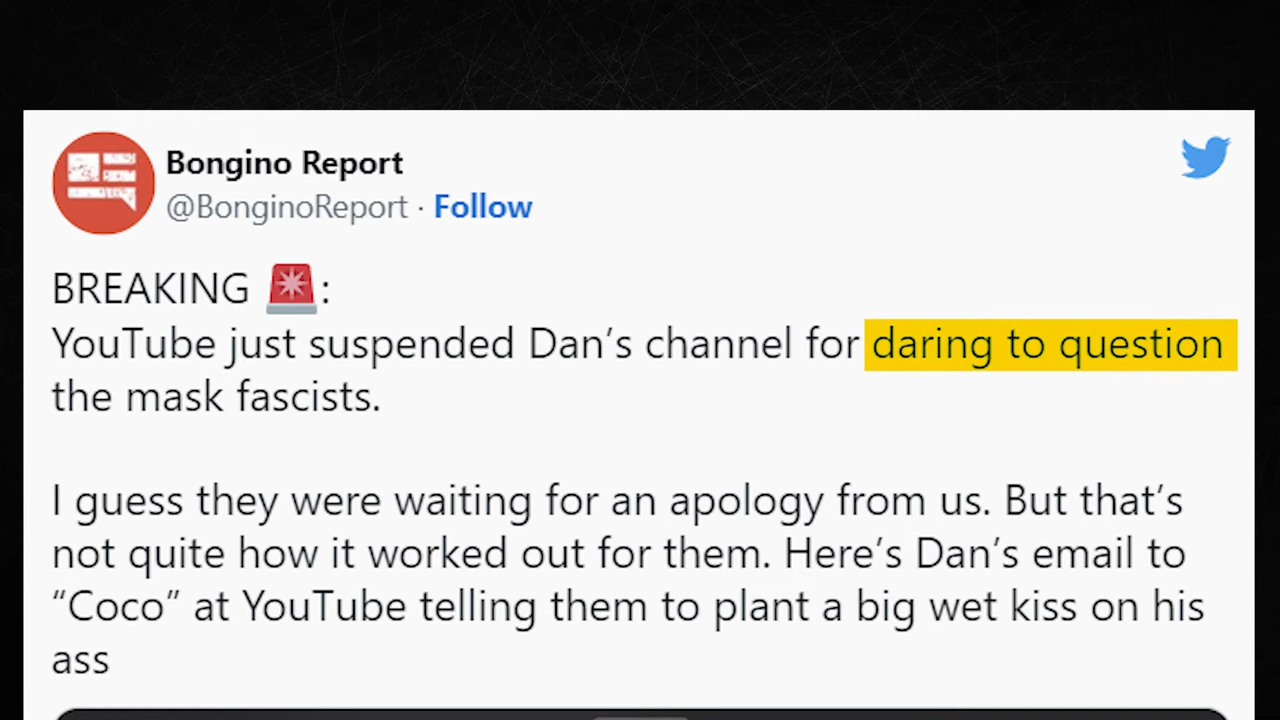 Bongino Report
@BonginoReport · Follow
BREAKING 🚨:
YouTube just suspended Dan’s channel for daring to question
the mask fascists.
I guess they were waiting for an apology from us. But that’s
not quite how it worked out for them. Here’s Dan’s email to
“Coco” at YouTube telling them to plant a big wet kiss on his
ass